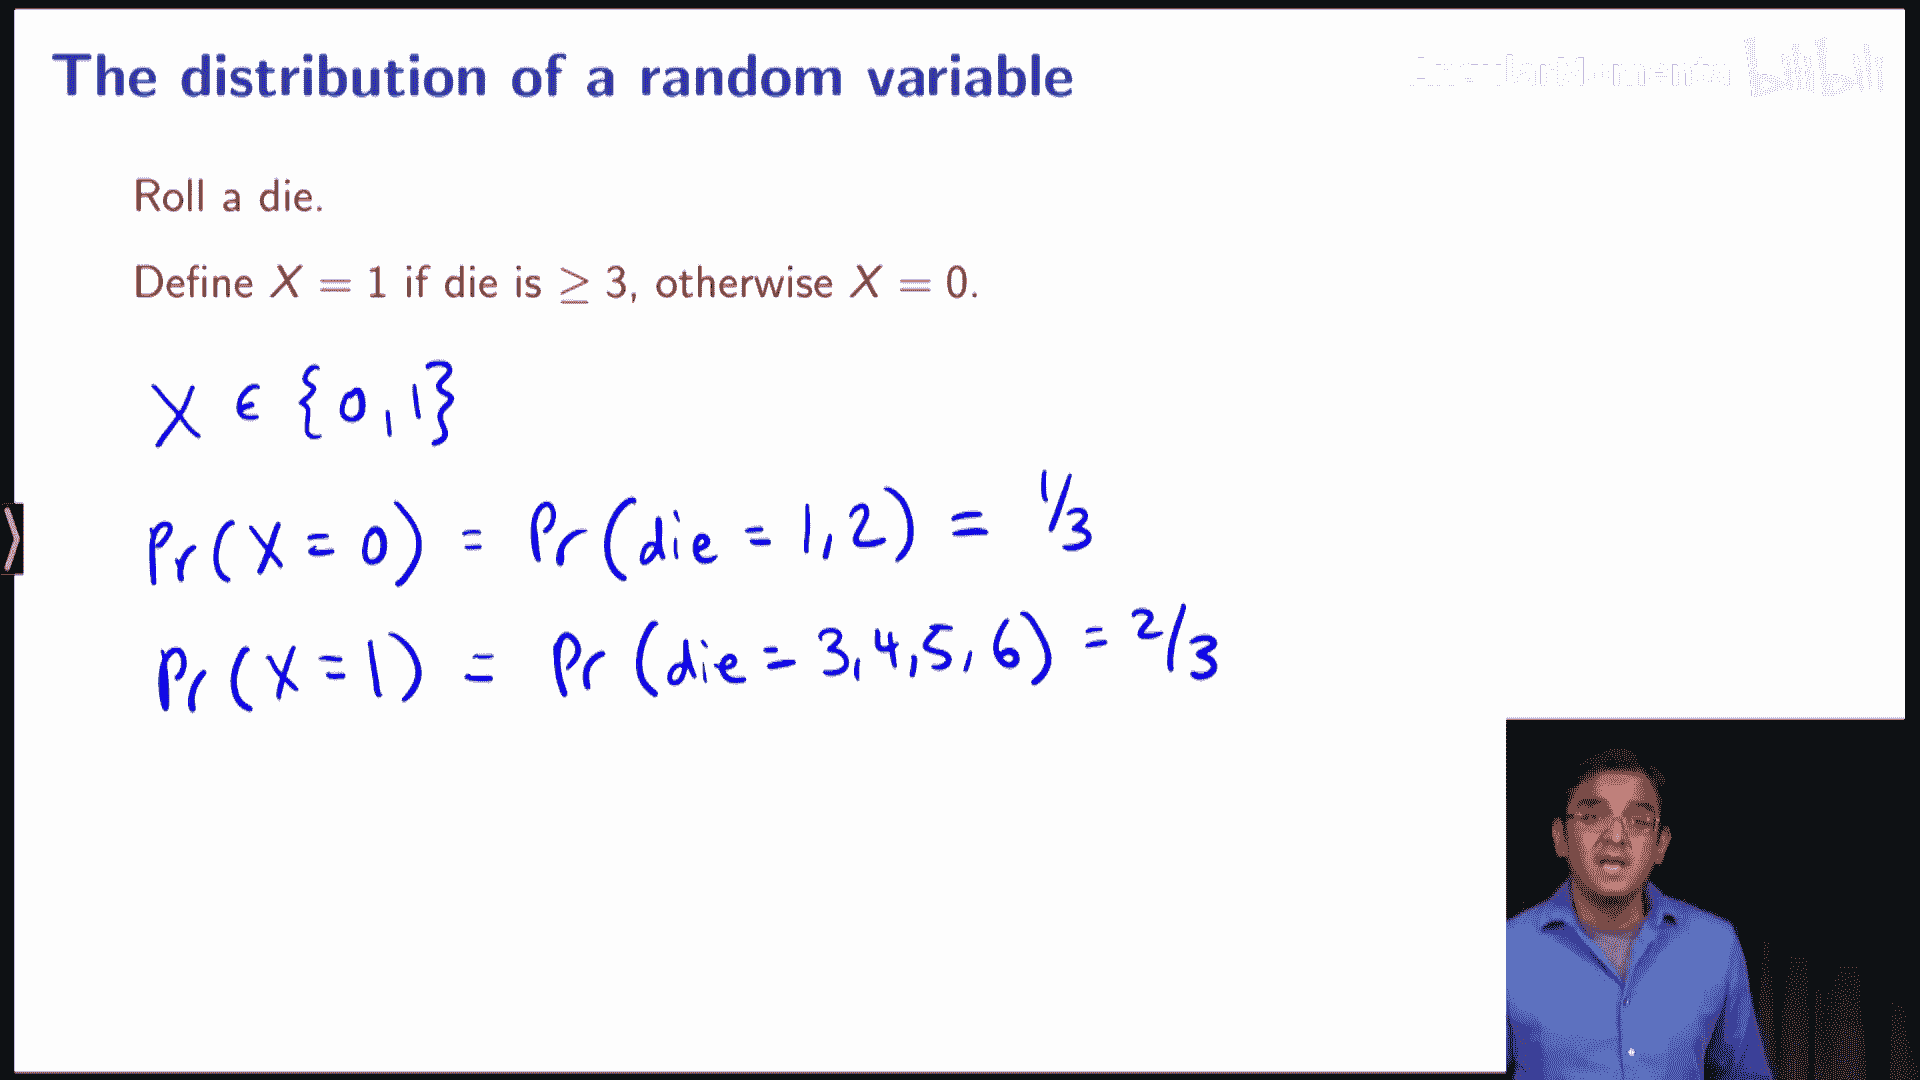 The distribution of a random variable
bilibili
Roll a die.
Define X = 1 if die is ≥ 3, otherwise X = 0.
X ∈ {0,1}
Pr(X=0) = Pr(die = 1,2) = 1/3
Pr(X=1) = Pr(die = 3,4,5,6) = 2/3